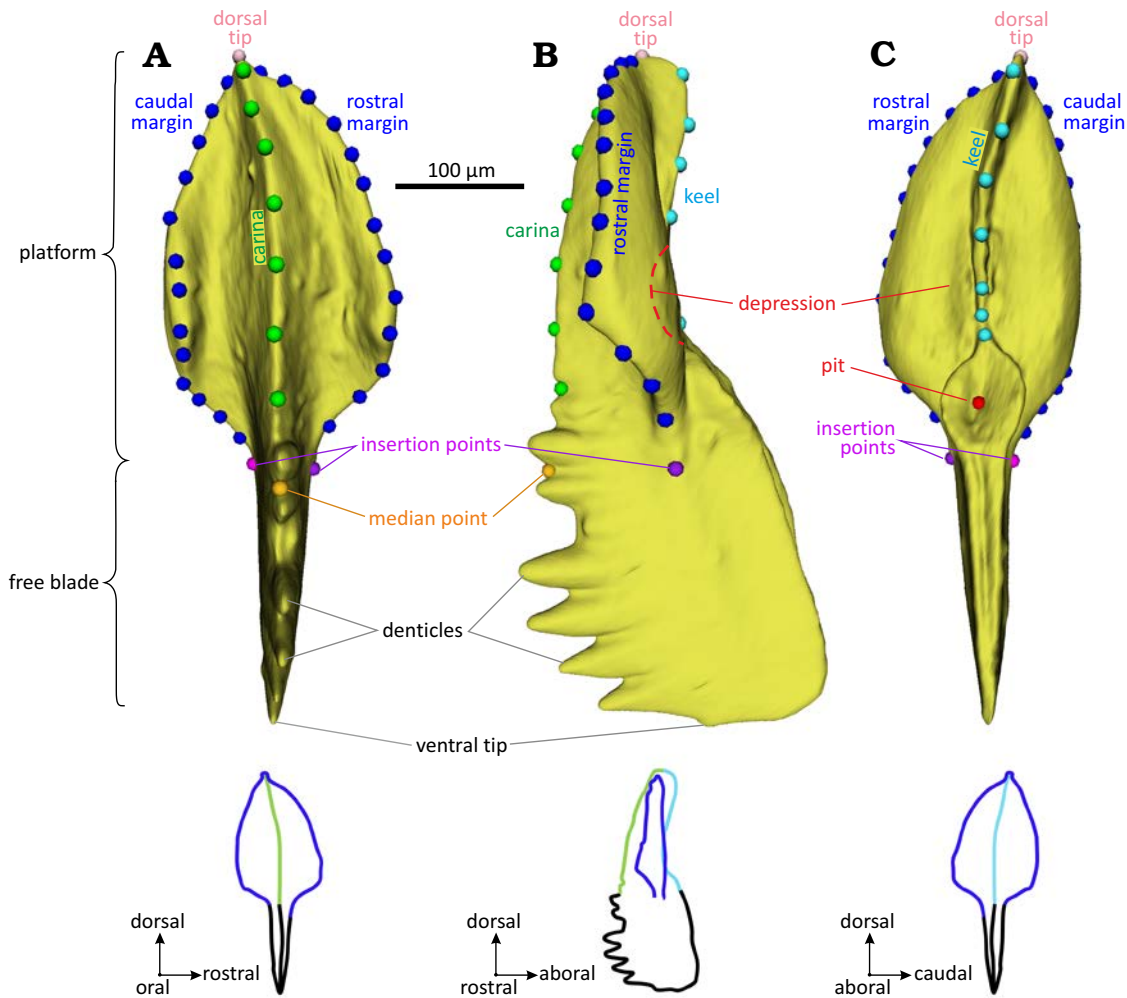 dorsal
tip
A
caudal
margin
rostral
margin
carina
100 µm
dorsal
tip
B
rostral margin
carina
keel
dorsal
tip
C
rostral
margin
caudal
margin
keel
platform
depression
pit
insertion points
insertion
points
median point
free blade
denticles
ventral tip
dorsal
rostral
oral
dorsal
aboral
rostral
dorsal
caudal
aboral